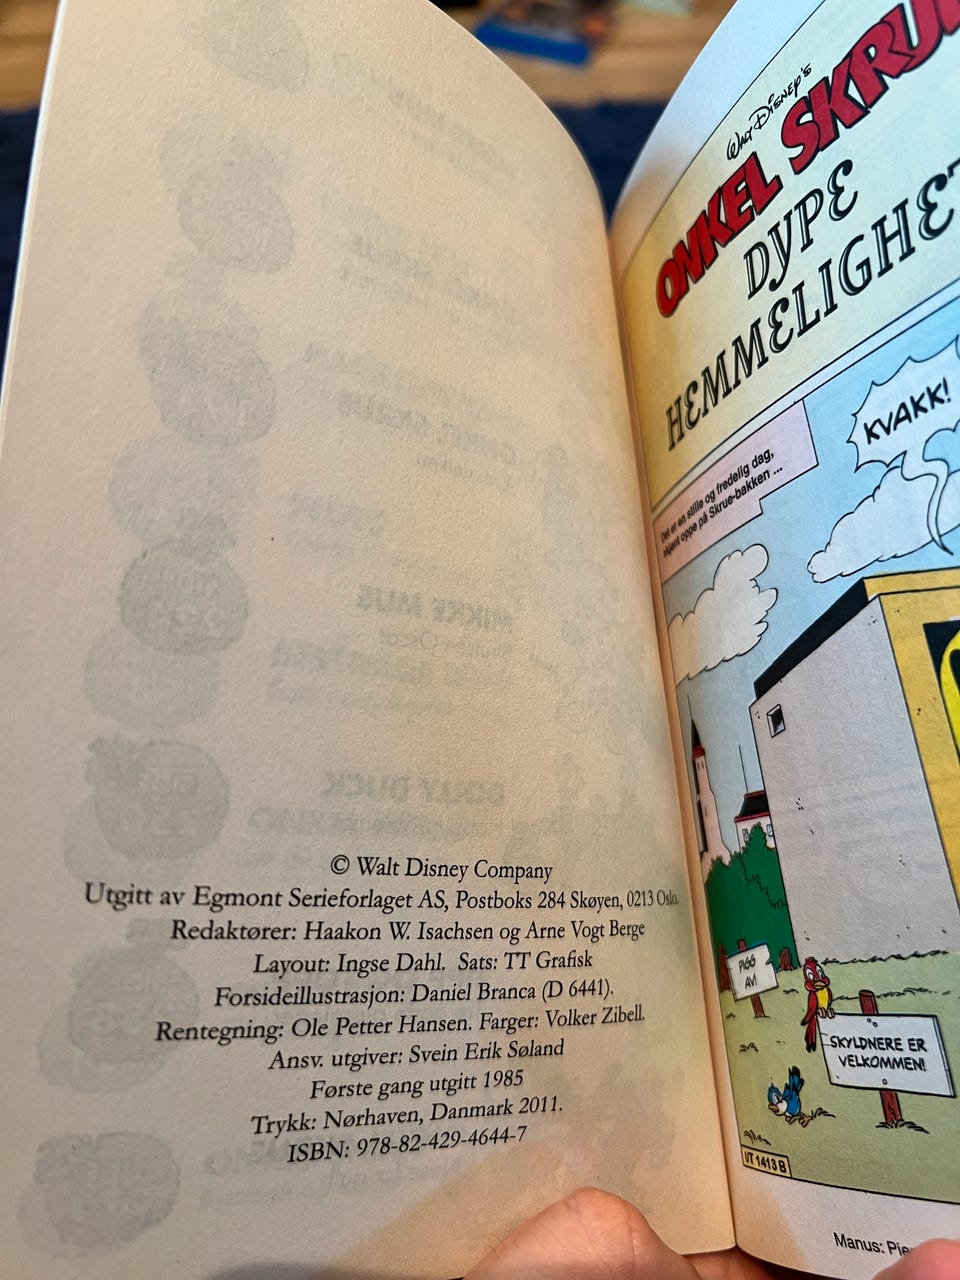 © Walt Disney Company
Utgitt av Egmont Serieforlaget AS, Postboks 284 Skøyen, 0213 Oslo.
Redaktører: Haakon W. Isachsen og Arne Vogt Berge
Layout: Ingse Dahl. Sats: TT Grafisk
Forsideillustrasjon: Daniel Branca (D 6441).
Rentegning: Ole Petter Hansen. Farger: Volker Zibell.
Ansv. utgiver: Svein Erik Søland
Første gang utgitt 1985
Trykk: Nørhaven, Danmark 2011.
ISBN: 978-82-429-4644-7
WALT DISNEY'S
ONKEL
DYPE
Det er en stille og fredelig dag,
skjønt oppe på Skrue-bakken ...
KVAKK!
PIGG
AV!
SKYLDNERE ER
VELKOMMEN!
UT 1413 B
Manus: